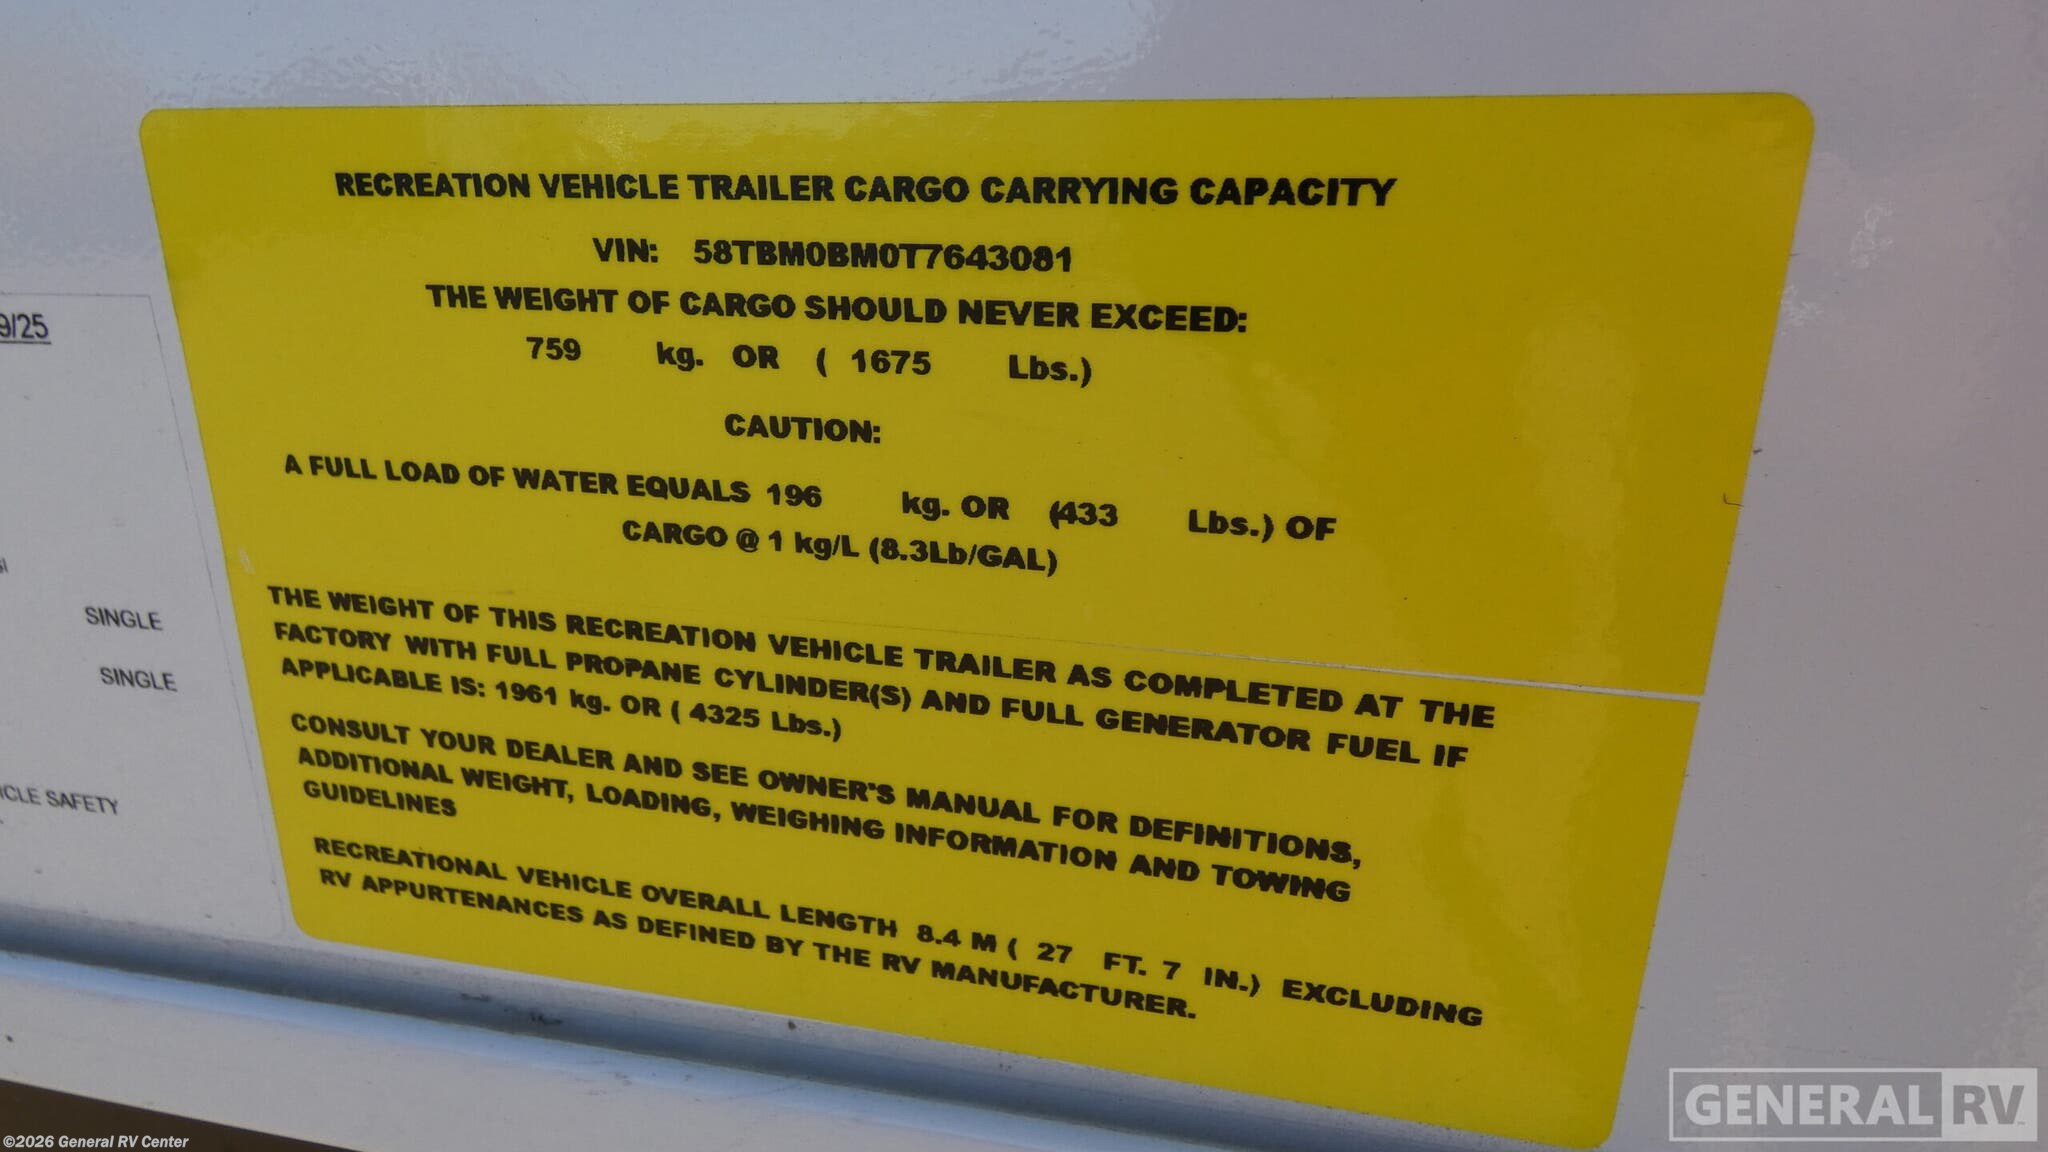 RECREATION VEHICLE TRAILER CARGO CARRYING CAPACITY
VIN: 58TBM0BM0T7643081
THE WEIGHT OF CARGO SHOULD NEVER EXCEED:
759 kg. OR ( 1675 Lbs.)
CAUTION:
A FULL LOAD OF WATER EQUALS 196 kg. OR (433 Lbs.) OF
CARGO @ 1 kg/L (8.3Lb/GAL)
THE WEIGHT OF THIS RECREATION VEHICLE TRAILER AS COMPLETED AT THE
FACTORY WITH FULL PROPANE CYLINDER(S) AND FULL GENERATOR FUEL IF
APPLICABLE IS: 1961 kg. OR ( 4325 Lbs.)
CONSULT YOUR DEALER AND SEE OWNER'S MANUAL FOR DEFINITIONS,
ADDITIONAL WEIGHT, LOADING, WEIGHING INFORMATION AND TOWING
GUIDELINES
RECREATIONAL VEHICLE OVERALL LENGTH 8.4 M ( 27 FT. 7 IN.) EXCLUDING
RV APPURTENANCES AS DEFINED BY THE RV MANUFACTURER.
9/25
SINGLE
SINGLE
SAFETY
GENERAL RV
©2026 General RV Center